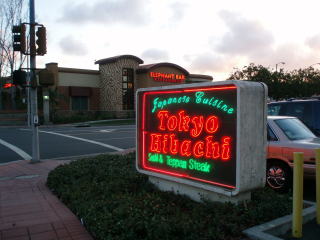 ELEPHANT BAR
Japanese Cuisine
Tokyo
Hibachi
Sushi & Teppan Steak